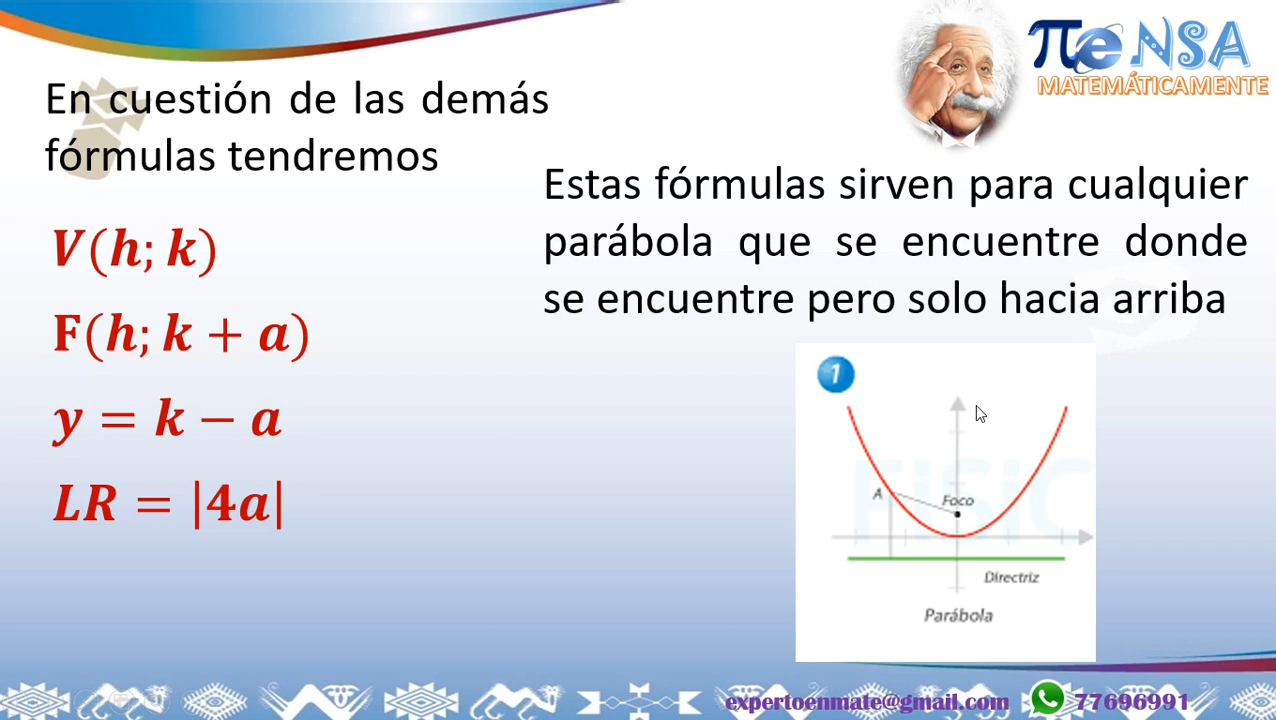 πeNSA
MATEMÁTICAMENTE
En cuestión de las demás
fórmulas tendremos
V(h; k)
F(h; k + a)
y = k − a
LR = |4a|
Estas fórmulas sirven para cualquier
parábola que se encuentre donde
se encuentre pero solo hacia arriba
1
A
Foco
Directriz
Parábola
expertoenmate@gmail.com 77696991